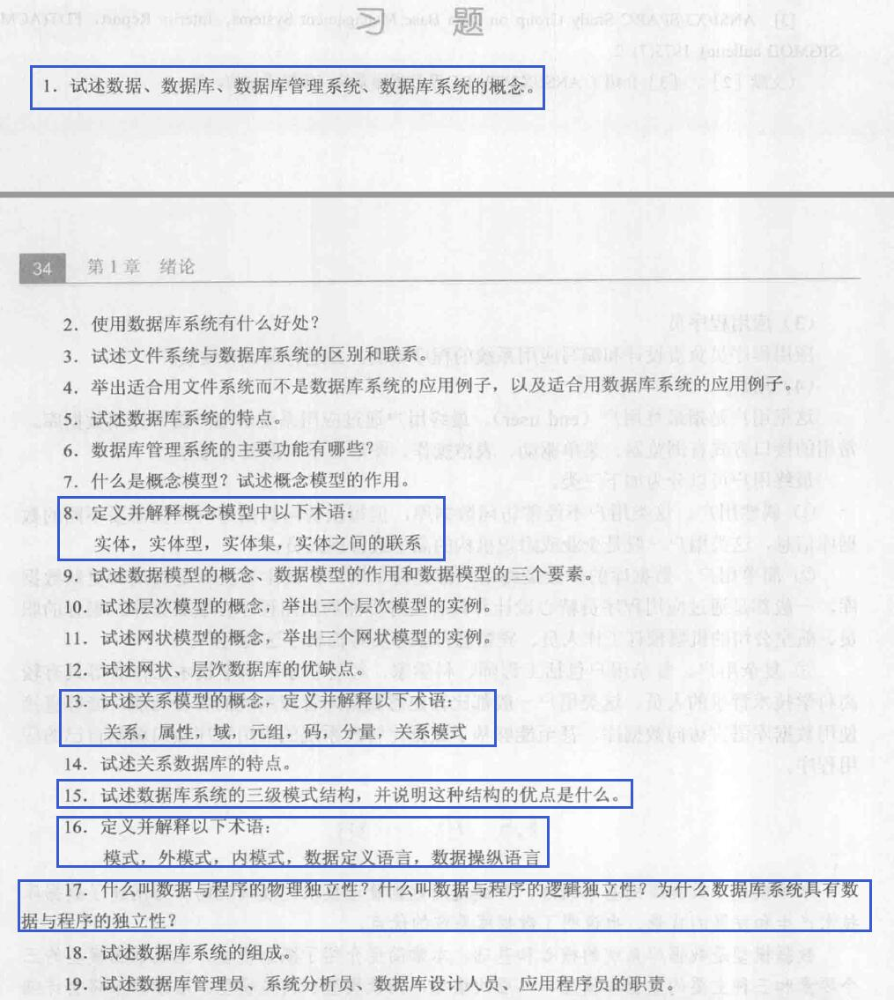 习 题
1. 试述数据、数据库、数据库管理系统、数据库系统的概念。
34 第1章 绪论
2. 使用数据库系统有什么好处?
3. 试述文件系统与数据库系统的区别和联系。
4. 举出适合用文件系统而不是数据库系统的应用例子,以及适合用数据库系统的应用例子。
5. 试述数据库系统的特点。
6. 数据库管理系统的主要功能有哪些?
7. 什么是概念模型?试述概念模型的作用。
8. 定义并解释概念模型中以下术语:
实体,实体型,实体集,实体之间的联系
9. 试述数据模型的概念、数据模型的作用和数据模型的三个要素。
10. 试述层次模型的概念,举出三个层次模型的实例。
11. 试述网状模型的概念,举出三个网状模型的实例。
12. 试述网状、层次数据库的优缺点。
13. 试述关系模型的概念,定义并解释以下术语:
关系,属性,域,元组,码,分量,关系模式
14. 试述关系数据库的特点。
15. 试述数据库系统的三级模式结构,并说明这种结构的优点是什么。
16. 定义并解释以下术语:
模式,外模式,内模式,数据定义语言,数据操纵语言
17. 什么叫数据与程序的物理独立性?什么叫数据与程序的逻辑独立性?为什么数据库系统具有数
据与程序的独立性?
18. 试述数据库系统的组成。
19. 试述数据库管理员、系统分析员、数据库设计人员、应用程序员的职责。